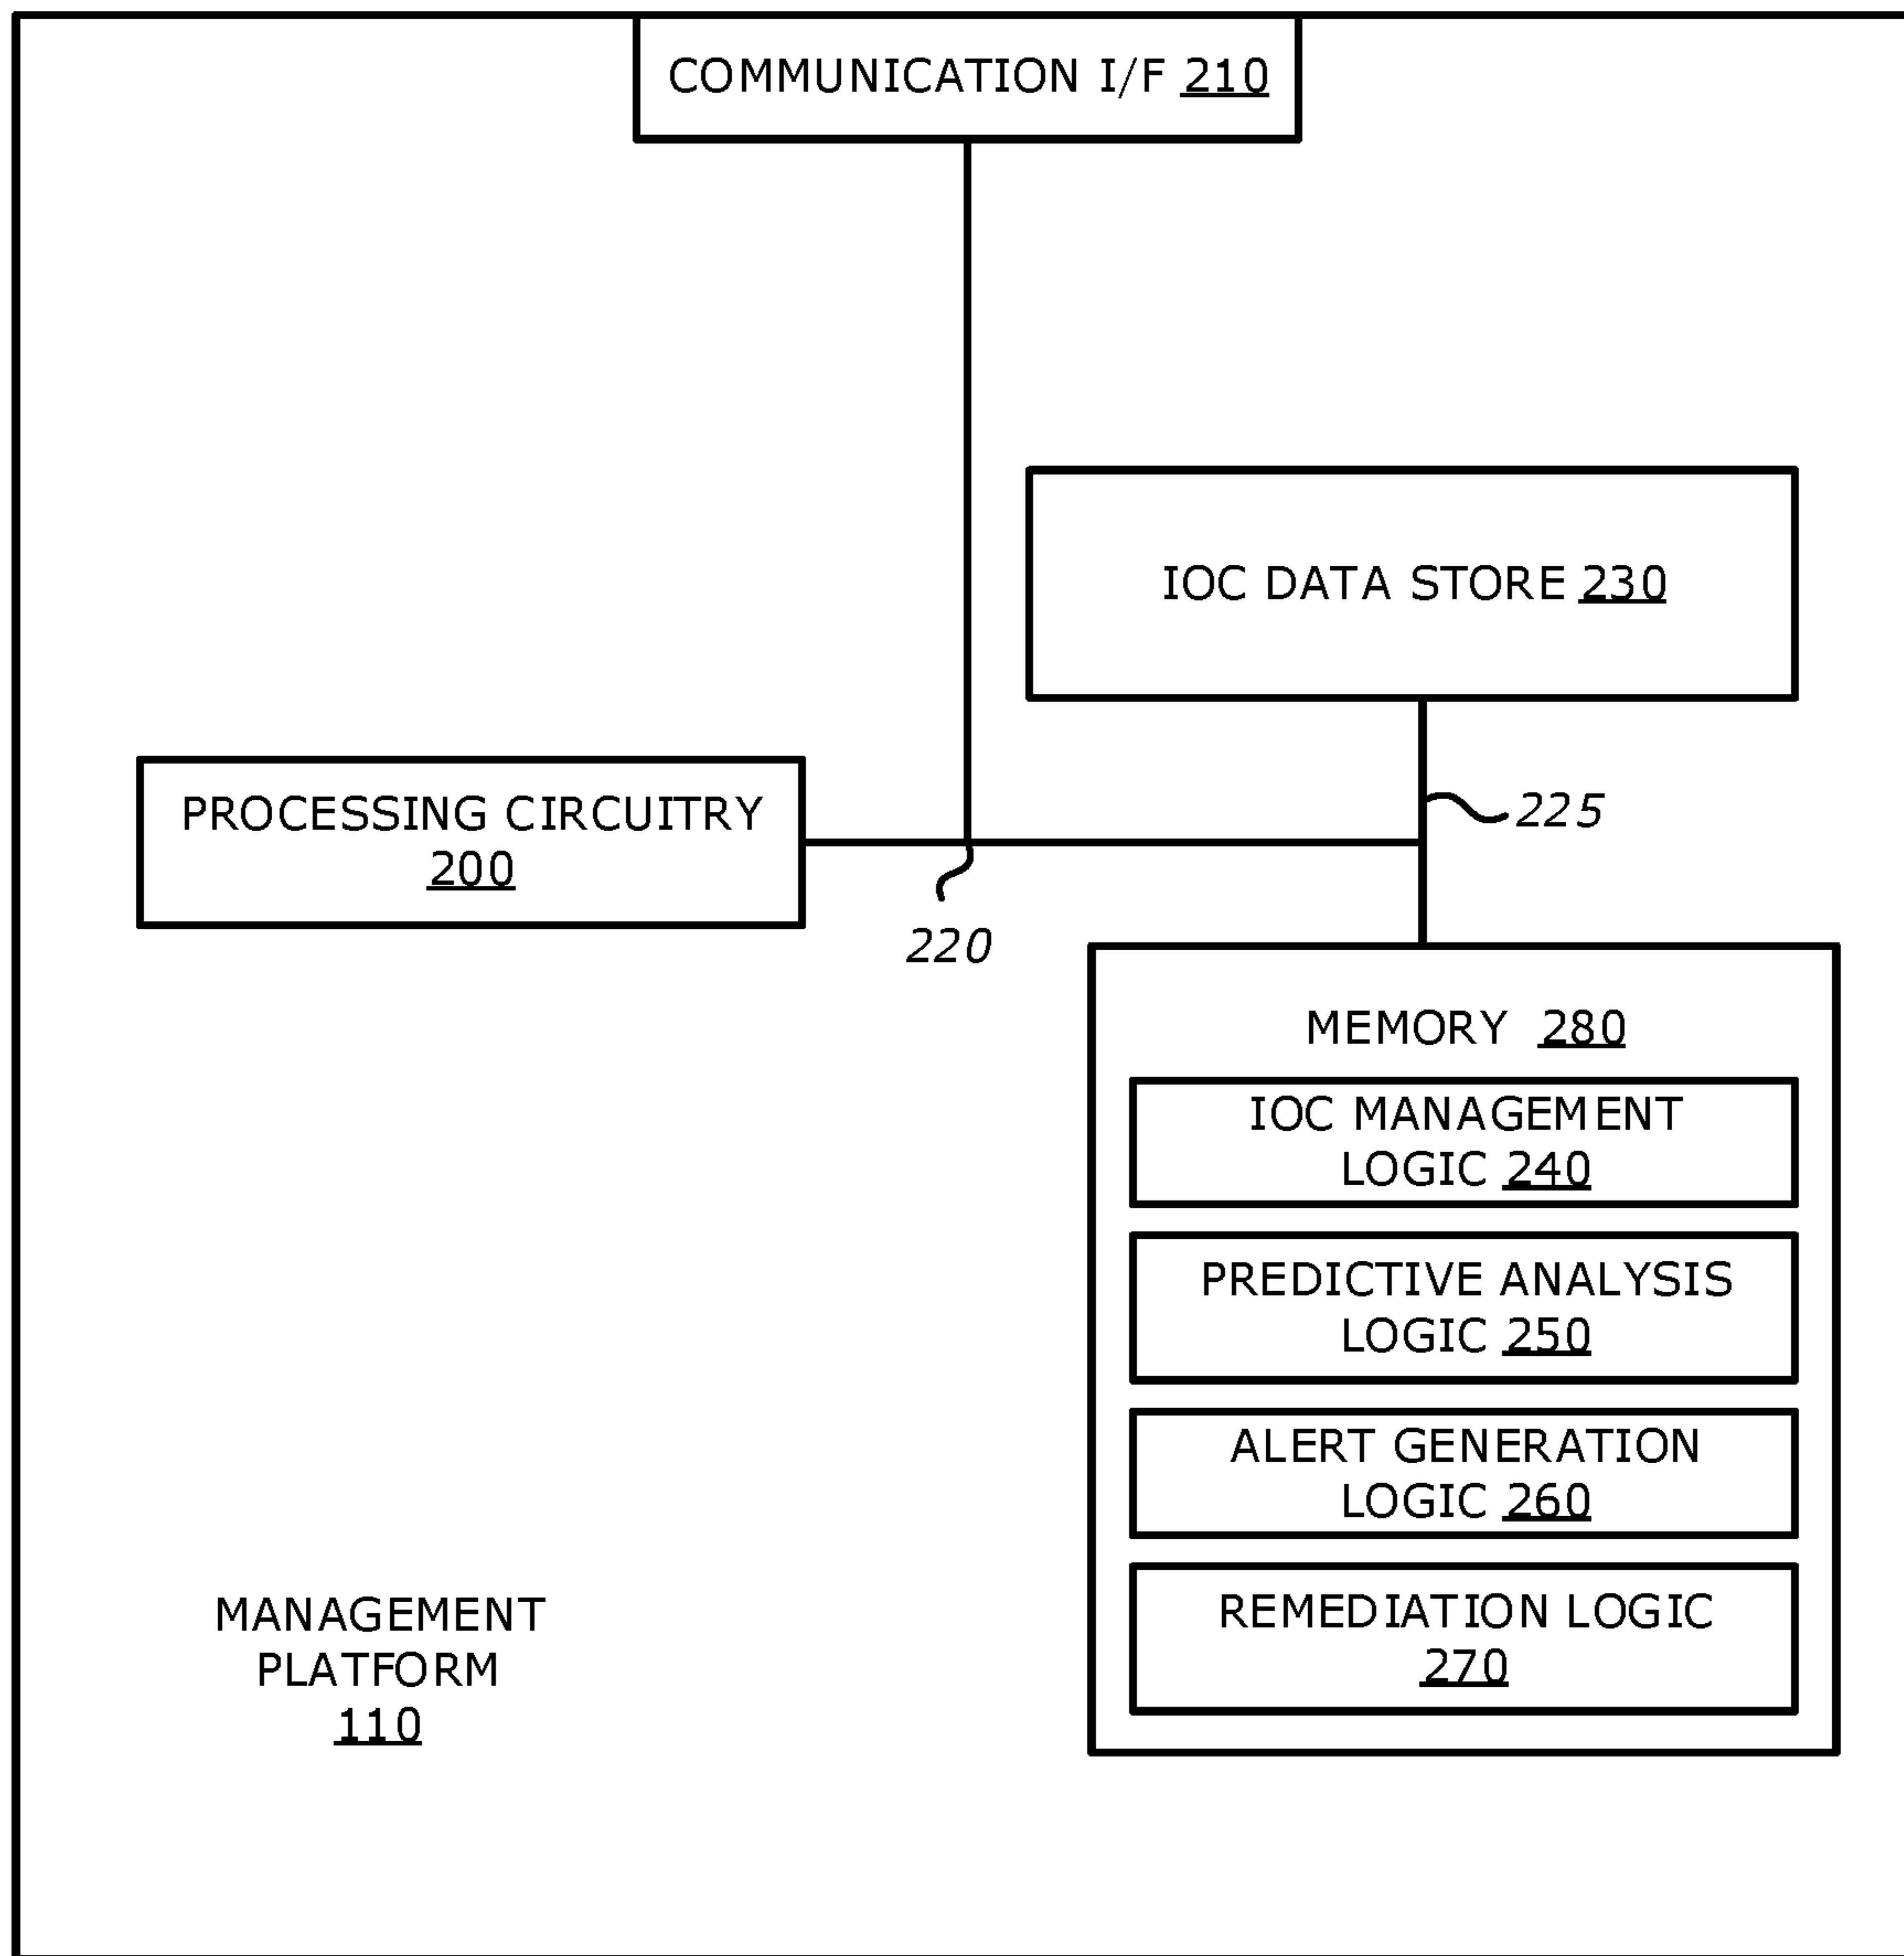 COMMUNICATION I/F 210
IOC DATA STORE 230
PROCESSING CIRCUITRY
200
225
220
MEMORY 280
IOC MANAGEMENT
LOGIC 240
PREDICTIVE ANALYSIS
LOGIC 250
ALERT GENERATION
LOGIC 260
REMEDIATION LOGIC
270
MANAGEMENT
PLATFORM
110